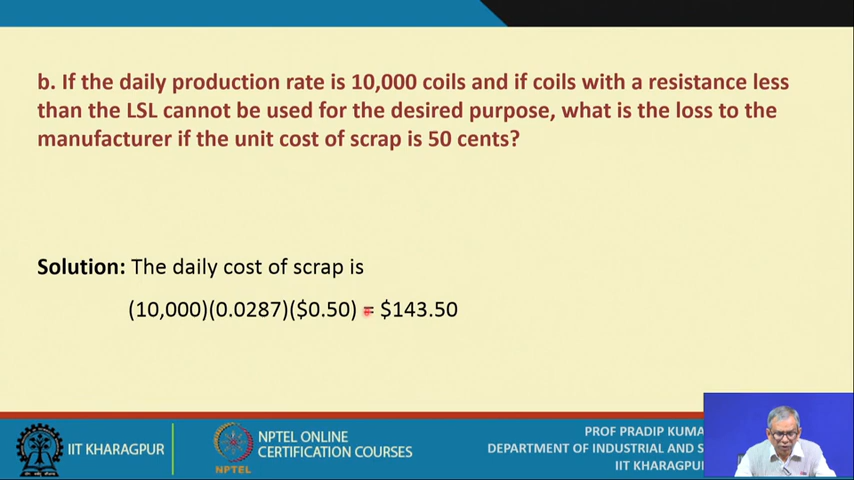 b. If the daily production rate is 10,000 coils and if coils with a resistance less
than the LSL cannot be used for the desired purpose, what is the loss to the
manufacturer if the unit cost of scrap is 50 cents?
Solution: The daily cost of scrap is
(10,000)(0.0287)($0.50) = $143.50
IIT KHARAGPUR
NPTEL
NPTEL ONLINE
CERTIFICATION COURSES
PROF PRADIP KUMA
DEPARTMENT OF INDUSTRIAL AND S
IIT KHARAGPUR